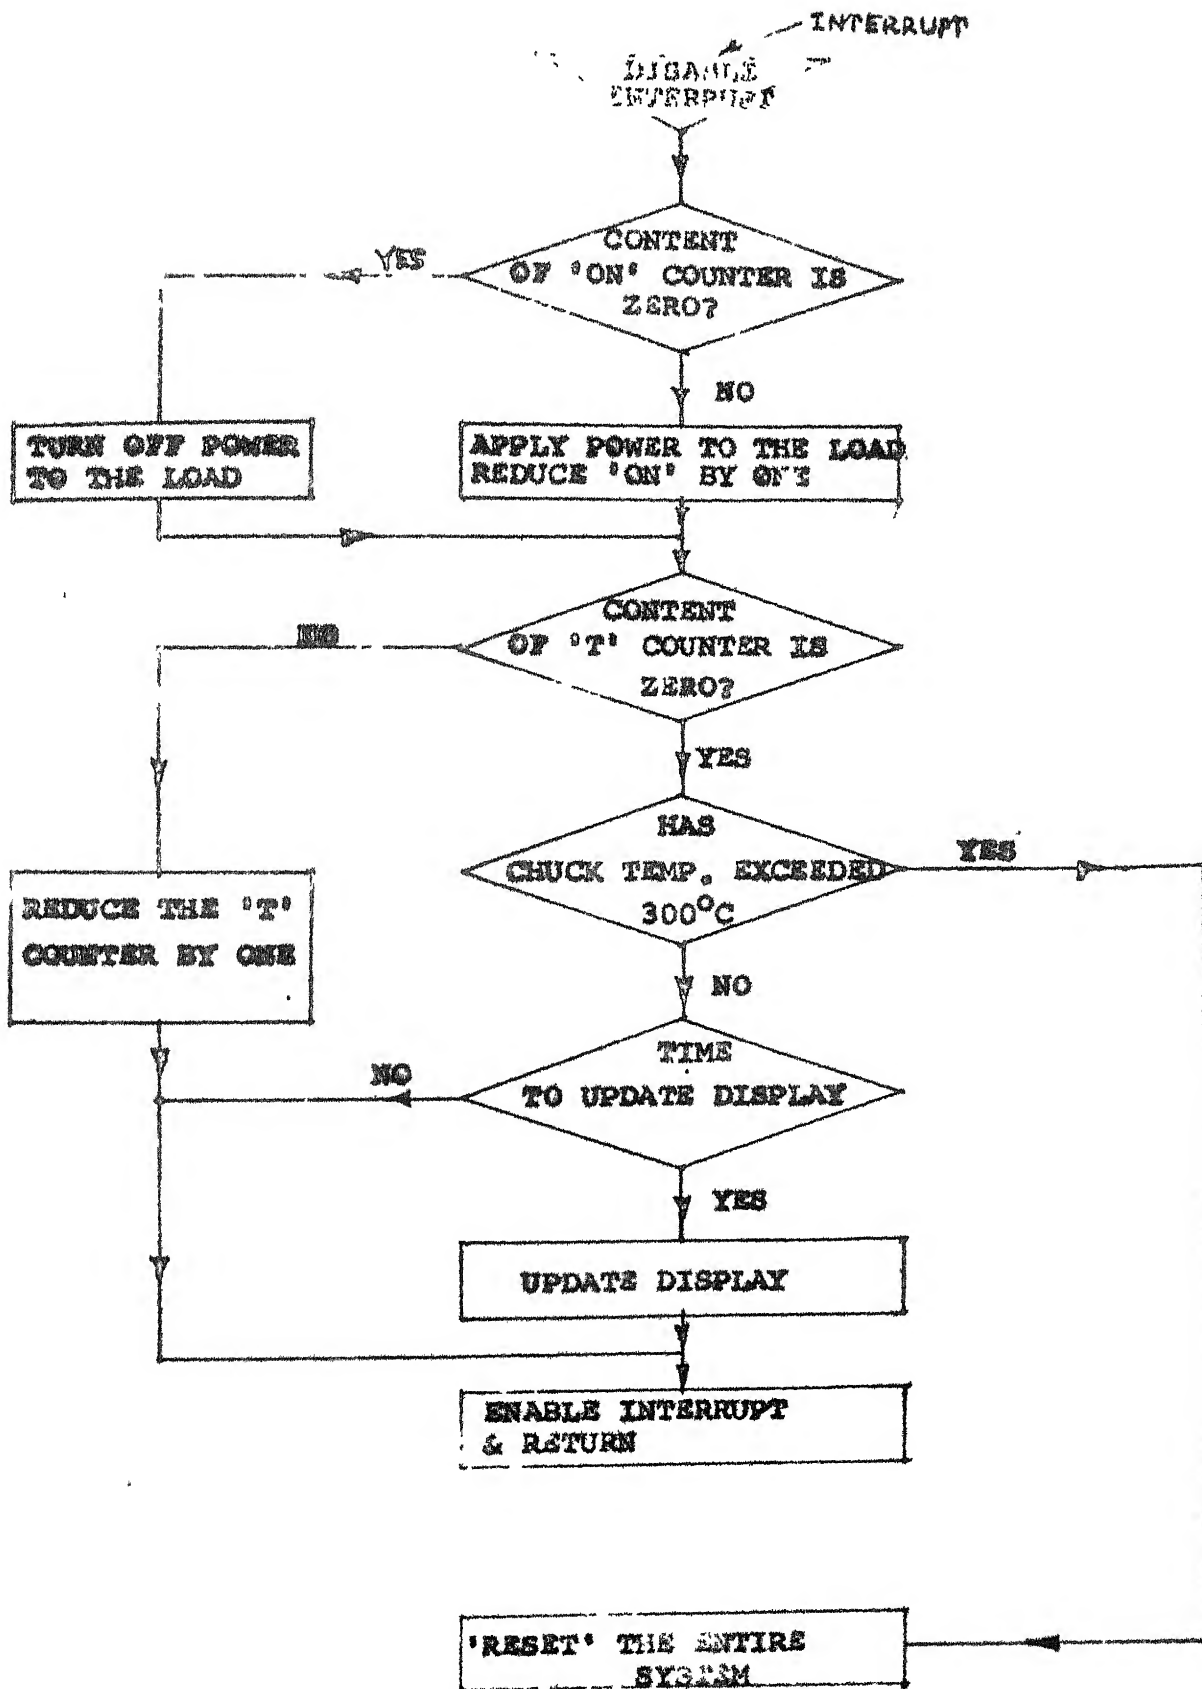 INTERRUPT
DISABLE
INTERRUPT
CONTENT
OF 'ON' COUNTER IS
ZERO?
YES
NO
TURN OFF POWER
TO THE LOAD
APPLY POWER TO THE LOAD
REDUCE 'ON' BY ONE
CONTENT
OF 'T' COUNTER IS
ZERO?
NO
YES
HAS
CHUCK TEMP. EXCEEDED
300°C
YES
REDUCE THE 'T'
COUNTER BY ONE
NO
TIME
TO UPDATE DISPLAY
NO
YES
UPDATE DISPLAY
ENABLE INTERRUPT
& RETURN
'RESET' THE ENTIRE
SYSTEM